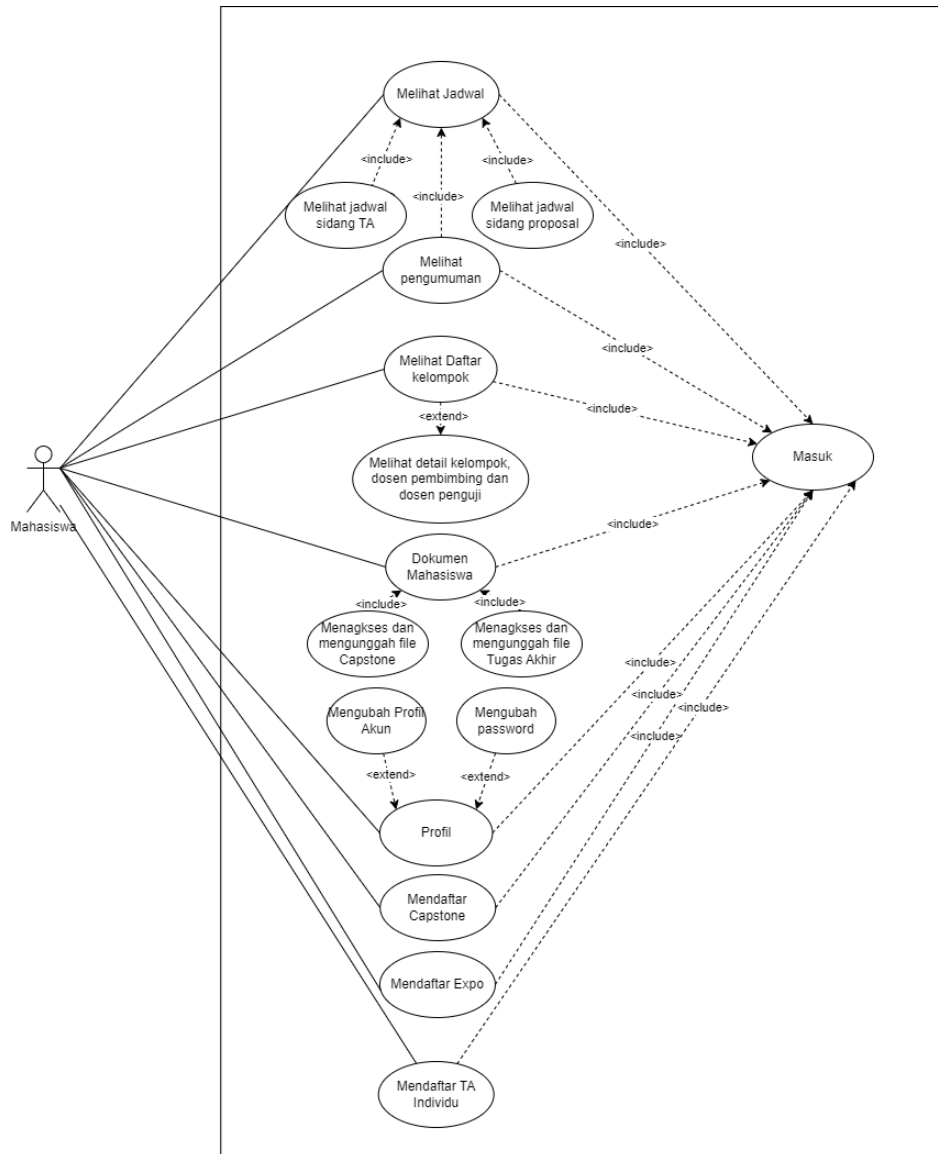 Melihat Jadwal
<include>
<include>
<include>
Melihat jadwal
sidang TA
Melihat jadwal
sidang proposal
<include>
Melihat
pengumuman
<include>
Melihat Daftar
kelompok
<include>
<extend>
Melihat detail kelompok,
dosen pembimbing dan
dosen penguji
Masuk
Mahasiswa
<include>
Dokumen
Mahasiswa
<include>
<include>
Menagkses dan
mengunggah file
Capstone
Menagkses dan
mengunggah file
Tugas Akhir
<include>
<include>
<include>
<include>
Mengubah Profil
Akun
Mengubah
password
<extend>
<extend>
Profil
Mendaftar
Capstone
Mendaftar Expo
Mendaftar TA
Individu